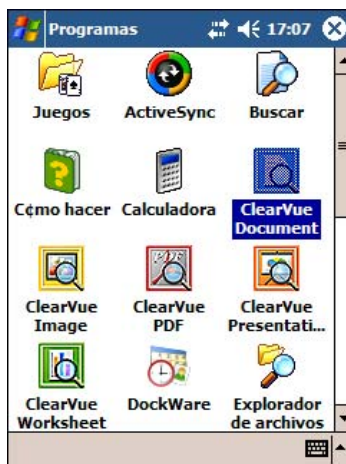 Programas 17:07
Juegos ActiveSync Buscar
C¢mo hacer Calculadora ClearVue
Document
ClearVue ClearVue ClearVue
Image PDF Presentati...
ClearVue DockWare Explorador
Worksheet de archivos